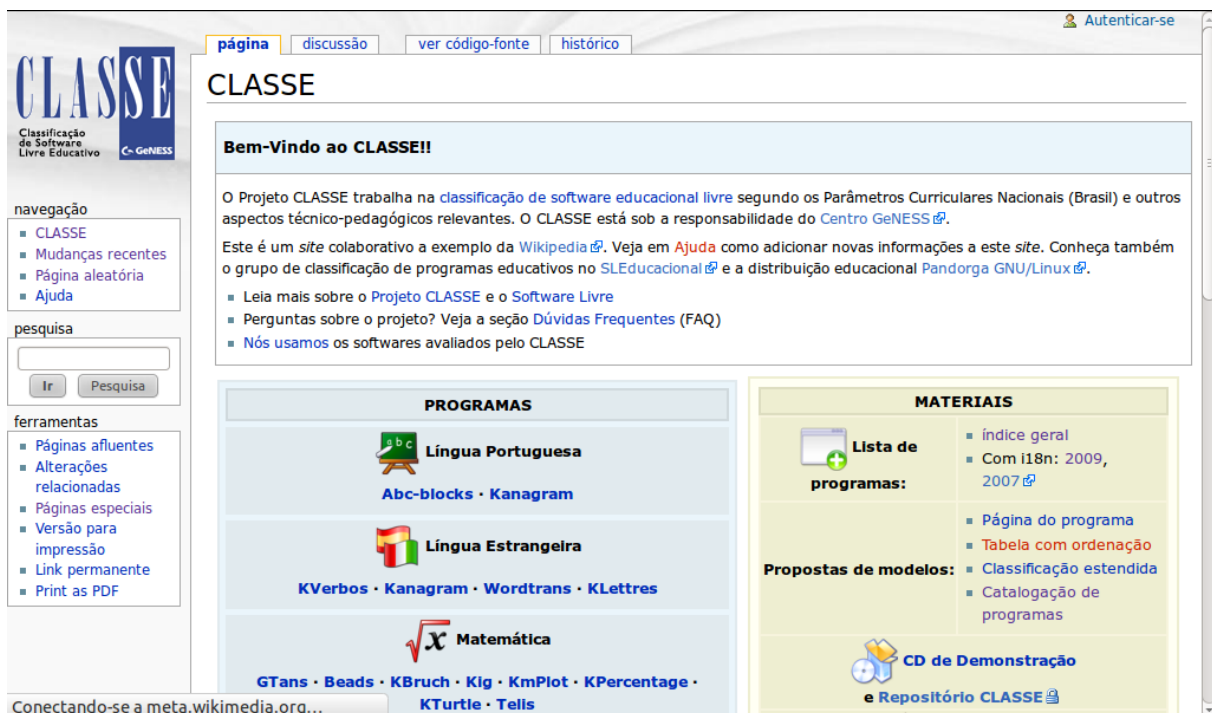 Autenticar-se
página
discussão
ver código-fonte
histórico
CLASSE
Classificação
de Software
Livre Educativo
GeNESS
CLASSE
Bem-Vindo ao CLASSE!!
O Projeto CLASSE trabalha na classificação de software educacional livre segundo os Parâmetros Curriculares Nacionais (Brasil) e outros
aspectos técnico-pedagógicos relevantes. O CLASSE está sob a responsabilidade do Centro GeNESS.
Este é um site colaborativo a exemplo da Wikipedia. Veja em Ajuda como adicionar novas informações a este site. Conheça também
o grupo de classificação de programas educativos no SLEducacional e a distribuição educacional Pandorga GNU/Linux.
Leia mais sobre o Projeto CLASSE e o Software Livre
Perguntas sobre o projeto? Veja a seção Dúvidas Frequentes (FAQ)
Nós usamos os softwares avaliados pelo CLASSE
navegação
CLASSE
Mudanças recentes
Página aleatória
Ajuda
pesquisa
Ir
Pesquisa
ferramentas
Páginas afluentes
Alterações
relacionadas
Páginas especiais
Versão para
impressão
Link permanente
Print as PDF
PROGRAMAS
abc
Língua Portuguesa
Abc-blocks · Kanagram
Língua Estrangeira
KVerbos · Kanagram · Wordtrans · KLettres
√x Matemática
GTans · Beads · KBruch · Kig · KmPlot · KPercentage ·
KTurtle · Telis
MATERIAIS
Lista de
programas:
índice geral
Com i18n: 2009,
2007
Propostas de modelos:
Página do programa
Tabela com ordenação
Classificação estendida
Catalogação de
programas
CD de Demonstração
e Repositório CLASSE
Conectando-se a meta.wikimedia.org...